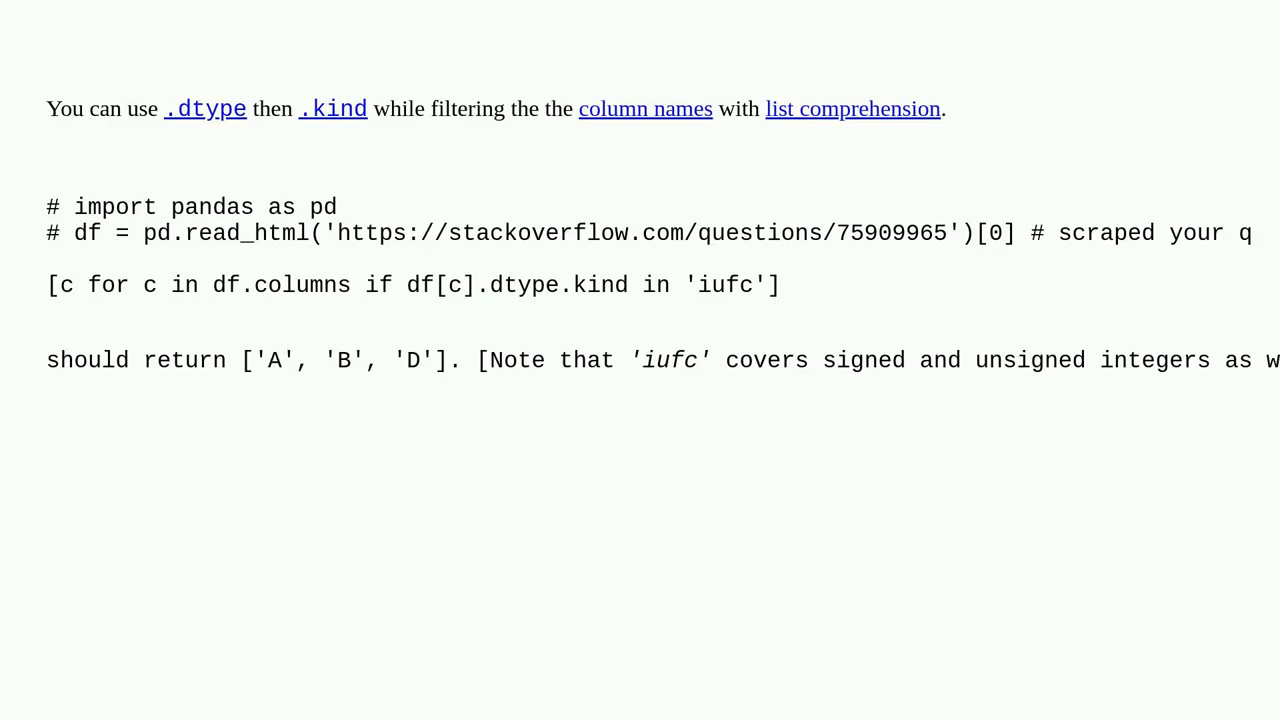 You can use .dtype then .kind while filtering the the column names with list comprehension.
# import pandas as pd
# df = pd.read_html('https://stackoverflow.com/questions/75909965')[0] # scraped your q
[c for c in df.columns if df[c].dtype.kind in 'iufc']
should return ['A', 'B', 'D']. [Note that 'iufc' covers signed and unsigned integers as